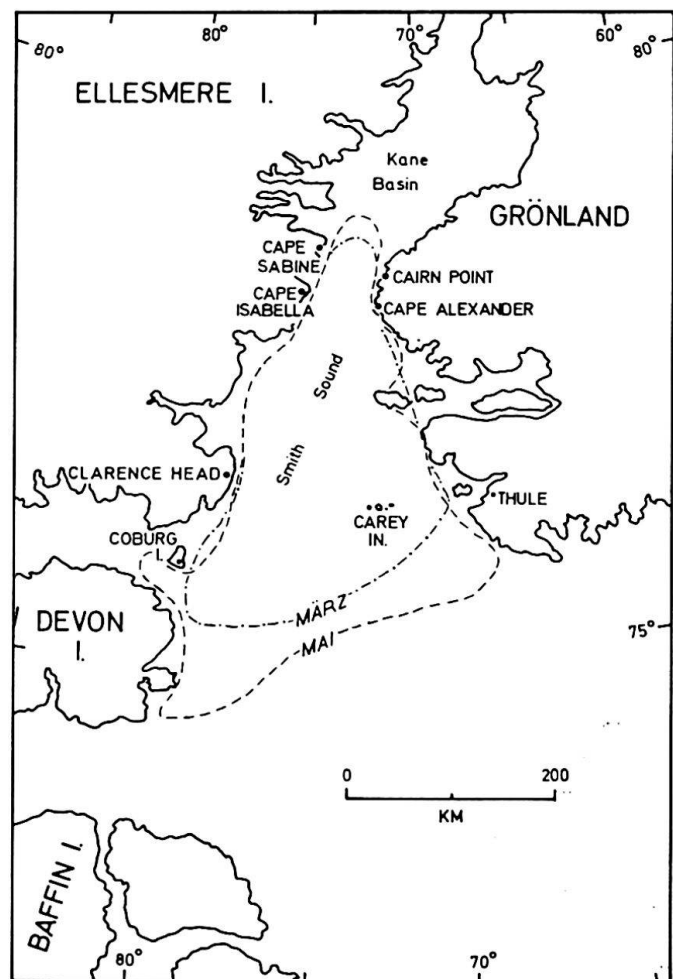 80°
80°
70°
60°
80°
ELLESMERE I.
Kane
Basin
GRÖNLAND
CAPE
SABINE
CAIRN POINT
CAPE
ISABELLA
CAPE ALEXANDER
Smith Sound
CLARENCE HEAD
THULE
CAREY
IN.
COBURG
I.
DEVON
I.
MÄRZ
MAI
75°
0 200
KM
BAFFIN I.
80°
70°